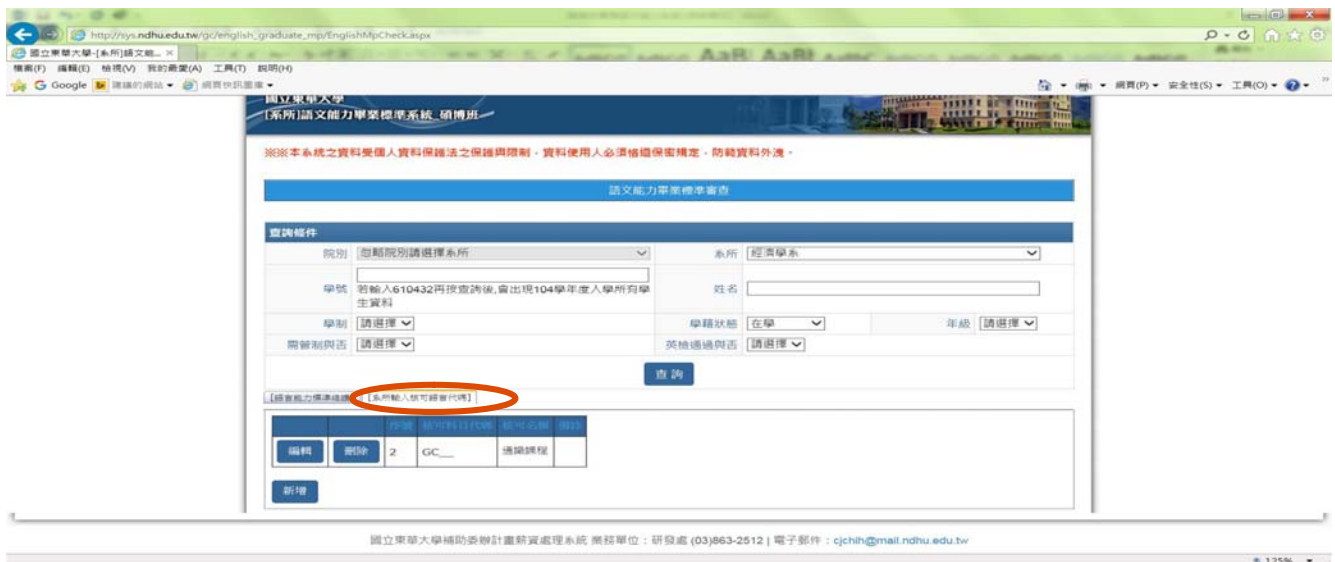 http://sys.ndhu.edu.tw/gc/english_graduate_mp/EnglishMpCheck.aspx
國立東華大學-[系所]語文能...
檔案(F) 編輯(E) 檢視(V) 我的最愛(A) 工具(T) 說明(H)
Google 建議的網站 網頁快訊圖庫
網頁(P) 安全性(S) 工具(O)
國立東華大學
[系所]語文能力畢業標準系統_碩博班
※※本系統之資料受個人資料保護法之保護與限制，資料使用人必須恪遵保密規定，防範資料外洩。
語文能力畢業標準審查
查詢條件
院別 忽略院別請選擇系所 系所 經濟學系
學號 若輸入610432再按查詢後,會出現104學年度入學所有學生資料 姓名
學制 請選擇 學籍狀態 在學 年級 請選擇
需管制與否 請選擇 英檢通過與否 請選擇
查詢
[語言能力標準維護] [系所輸入核可語言代碼]
序號 核可科目代碼 核可名稱
編輯 刪除 2 GC__ 通識課程
新增
國立東華大學補助委辦計畫薪資處理系統 業務單位：研發處 (03)863-2512 | 電子郵件：cjchih@mail.ndhu.edu.tw
125%